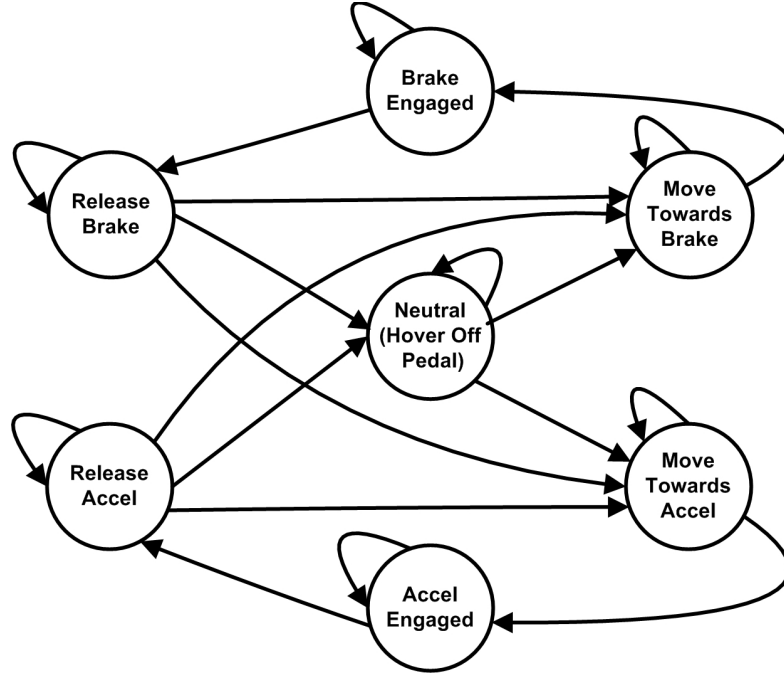 Brake
Engaged
Release
Brake
Move
Towards
Brake
Neutral
(Hover Off
Pedal)
Release
Accel
Move
Towards
Accel
Accel
Engaged